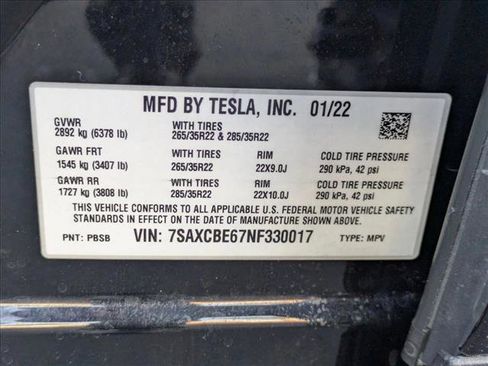 MFD BY TESLA, INC. 01/22
GVWR WITH TIRES
2892 kg (6378 lb) 265/35R22 & 285/35R22
GAWR FRT WITH TIRES RIM COLD TIRE PRESSURE
1545 kg (3407 lb) 265/35R22 22X9.0J 290 kPa, 42 psi
GAWR RR WITH TIRES RIM COLD TIRE PRESSURE
1727 kg (3808 lb) 285/35R22 22X10.0J 290 kPa, 42 psi
THIS VEHICLE CONFORMS TO ALL APPLICABLE U.S. FEDERAL MOTOR VEHICLE SAFETY
STANDARDS IN EFFECT ON THE DATE OF MANUFACTURE SHOWN ABOVE.
PNT: PBSB VIN: 7SAXCBE67NF330017 TYPE: MPV